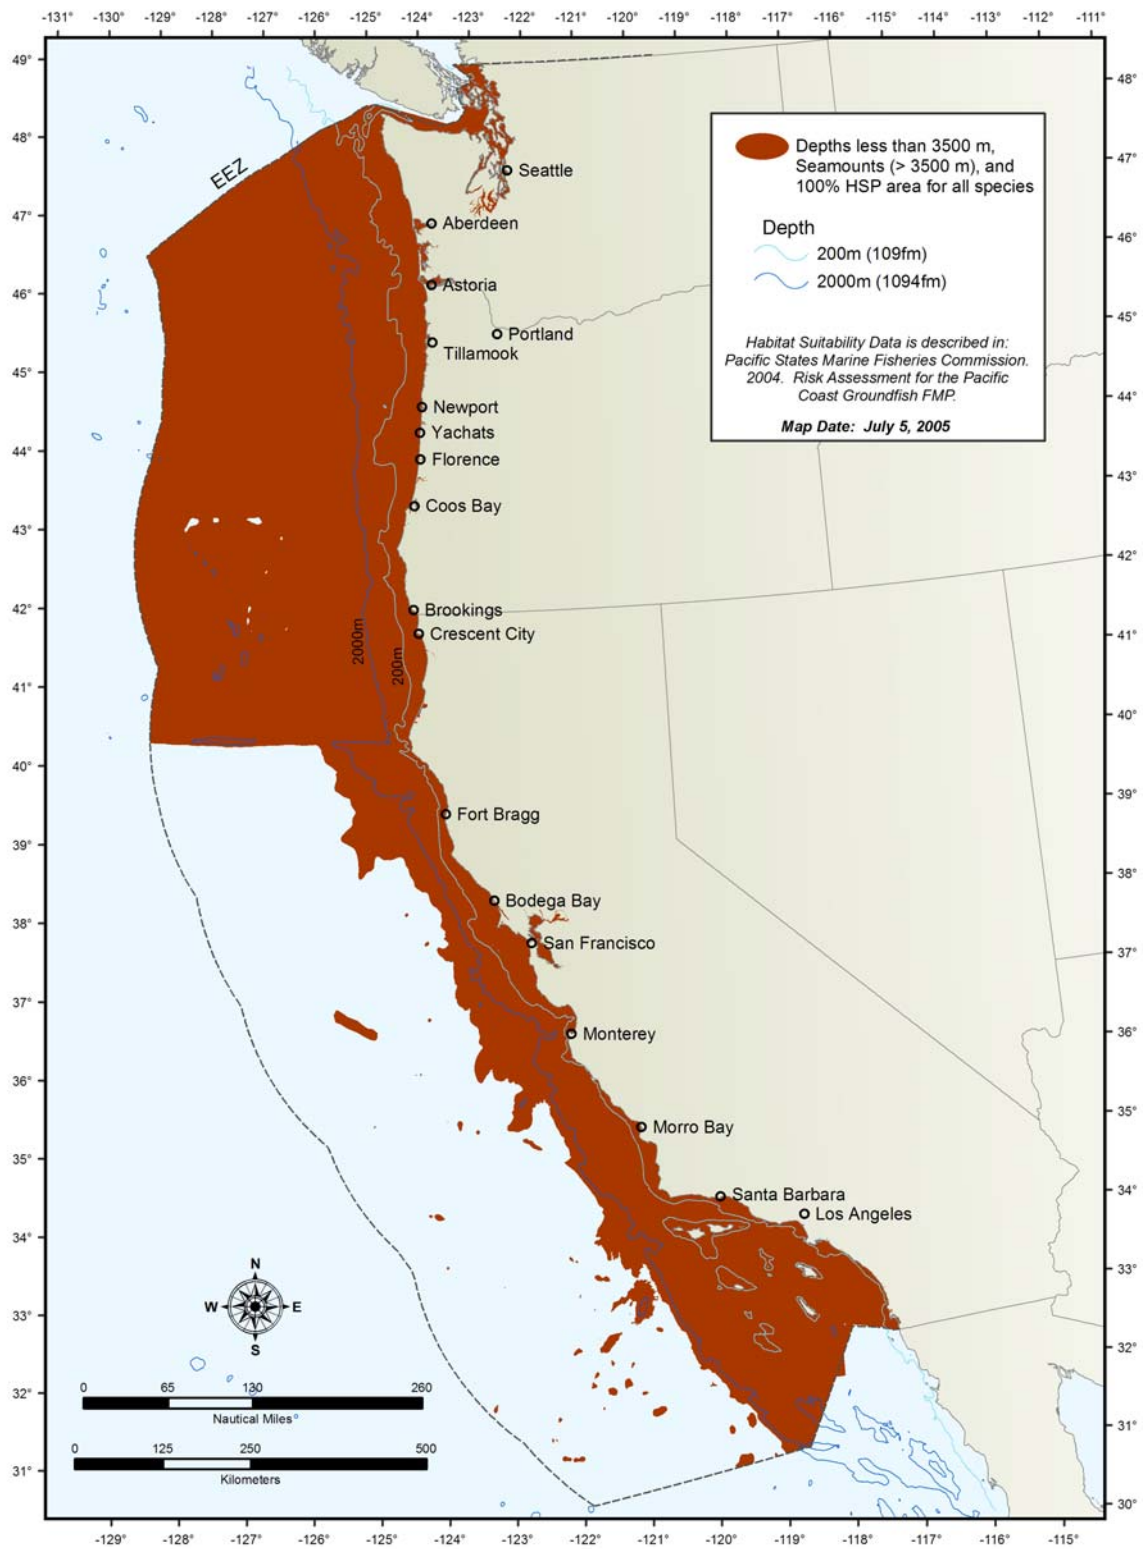 -131° -129° -128° -127° -126° -125° -124° -123° -122° -121° -120° -119° -118° -117° -116° -115° -114° -113° -111°
49°
48°
47°
46°
45°
44°
43°
42°
41°
40°
39°
38°
37°
36°
35°
34°
33°
32°
31°
48°
47°
46°
45°
44°
43°
42°
41°
40°
39°
38°
37°
36°
35°
34°
33°
32°
31°
30°
EEZ
Seattle
Aberdeen
Astoria
Portland
Tillamook
Newport
Yachats
Florence
Coos Bay
Brookings
Crescent City
2000m
200m
Fort Bragg
Bodega Bay
San Francisco
Monterey
Morro Bay
Santa Barbara
Los Angeles
Depths less than 3500 m,
Seamounts (> 3500 m), and
100% HSP area for all species
Depth
200m (109fm)
2000m (1094fm)
Habitat Suitability Data is described in:
Pacific States Marine Fisheries Commission.
2004. Risk Assessment for the Pacific
Coast Groundfish FMP.
Map Date: July 5, 2005
N
W E
S
0 65 130 260
Nautical Miles
0 125 250 500
Kilometers
-129° -128° -126° -125° -124° -123° -122° -121° -120° -119° -118° -117° -115°